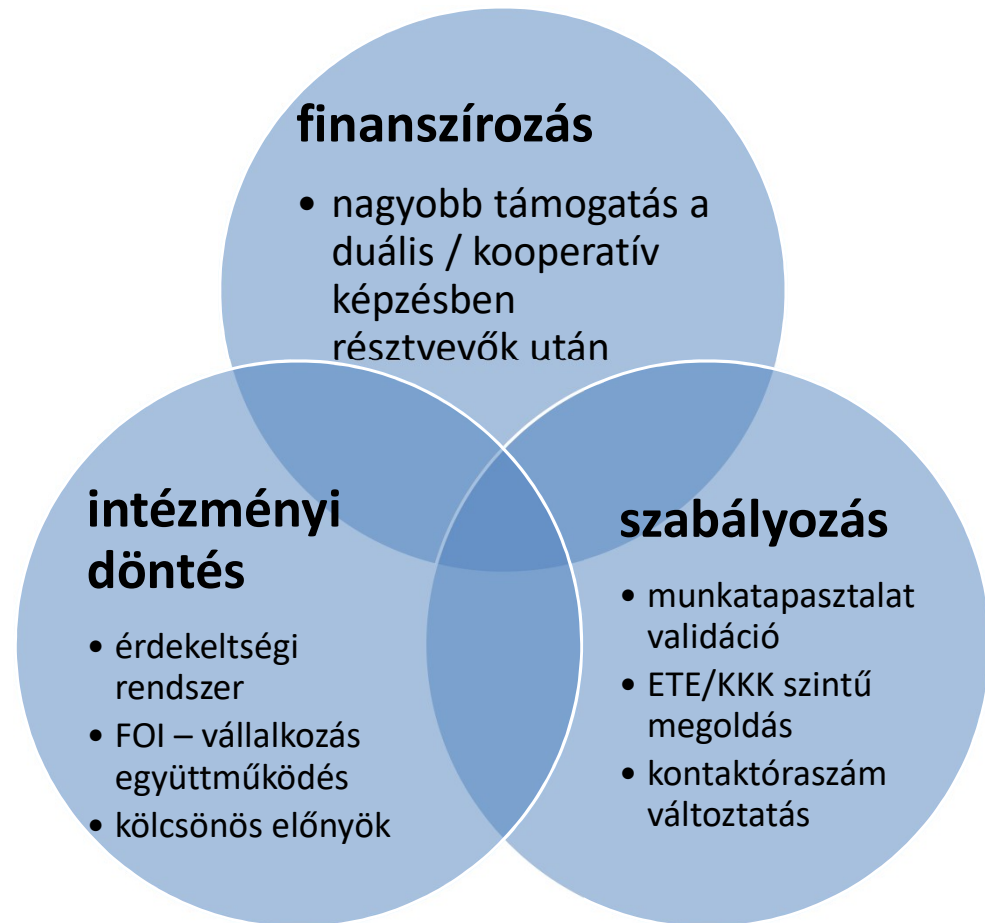 finanszírozás
• nagyobb támogatás a
duális / kooperatív
képzésben
résztvevők után
intézményi
döntés
• érdekeltségi
rendszer
• FOI – vállalkozás
együttműködés
• kölcsönös előnyök
szabályozás
• munkatapasztalat
validáció
• ETE/KKK szintű
megoldás
• kontaktóraszám
változtatás